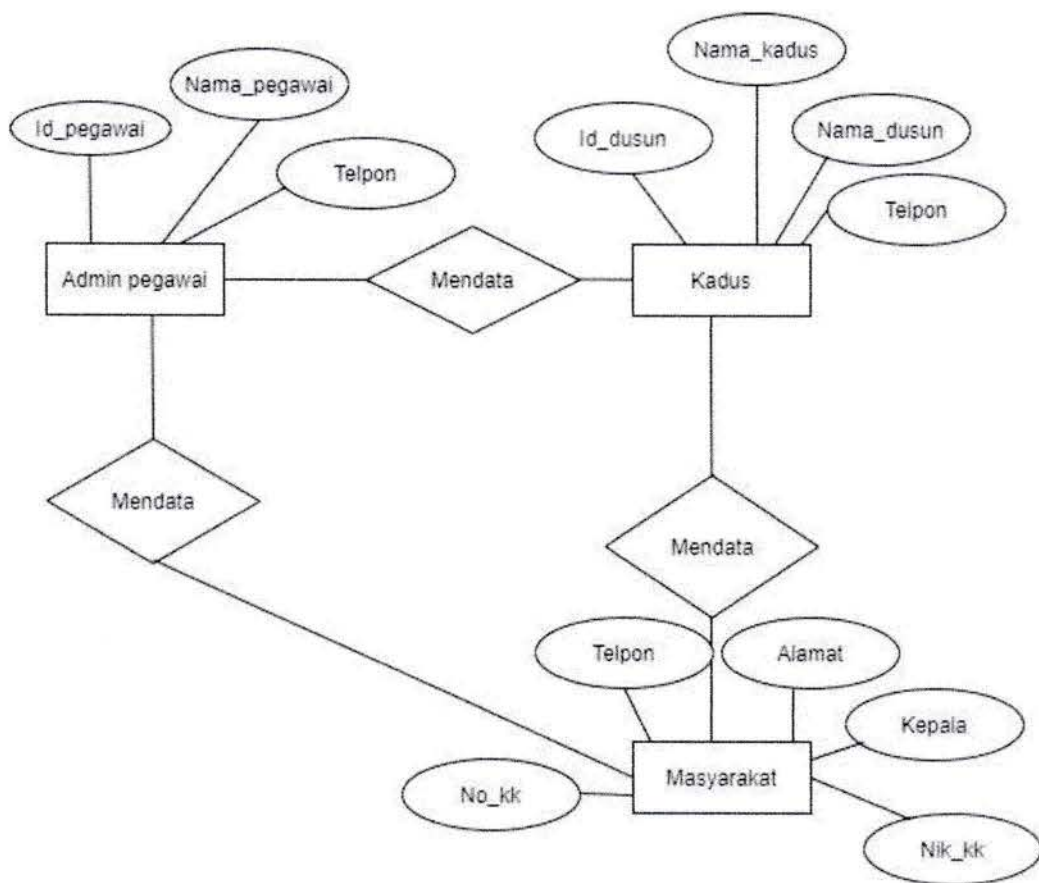 Nama_kadus
Nama_pegawai
Id_pegawai
Id_dusun
Nama_dusun
Telpon
Telpon
Admin pegawai
Mendata
Kadus
Mendata
Mendata
Telpon
Alamat
Kepala
Masyarakat
No_kk
Nik_kk